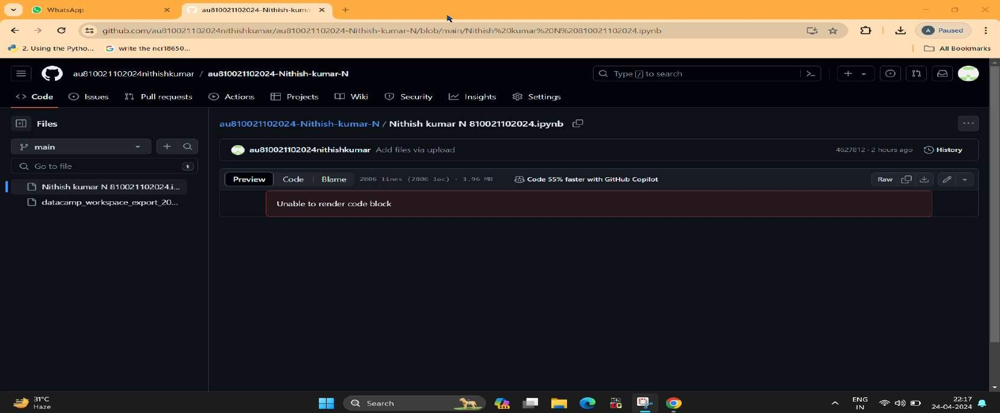 WhatsApp
au810021102024-Nithish-kuma
github.com/au810021102024nithishkumar/au810021102024-Nithish-kumar-N/blob/main/Nithish%20kumar%20N%20810021102024.ipynb
A Paused
2. Using the Pytho...
write the ncr18650...
All Bookmarks
au810021102024nithishkumar / au810021102024-Nithish-kumar-N
Type / to search
<> Code Issues Pull requests Actions Projects Wiki Security Insights Settings
Files
au810021102024-Nithish-kumar-N / Nithish kumar N 810021102024.ipynb
main
au810021102024nithishkumar Add files via upload
4627812 · 2 hours ago History
Go to file t
Preview Code Blame 2806 lines (2806 loc) · 1.96 MB Code 55% faster with GitHub Copilot Raw
Nithish kumar N 810021102024.i...
Unable to render code block
datacamp_workspace_export_20...
31°C
Haze
Search
ENG
IN
22:17
24-04-2024